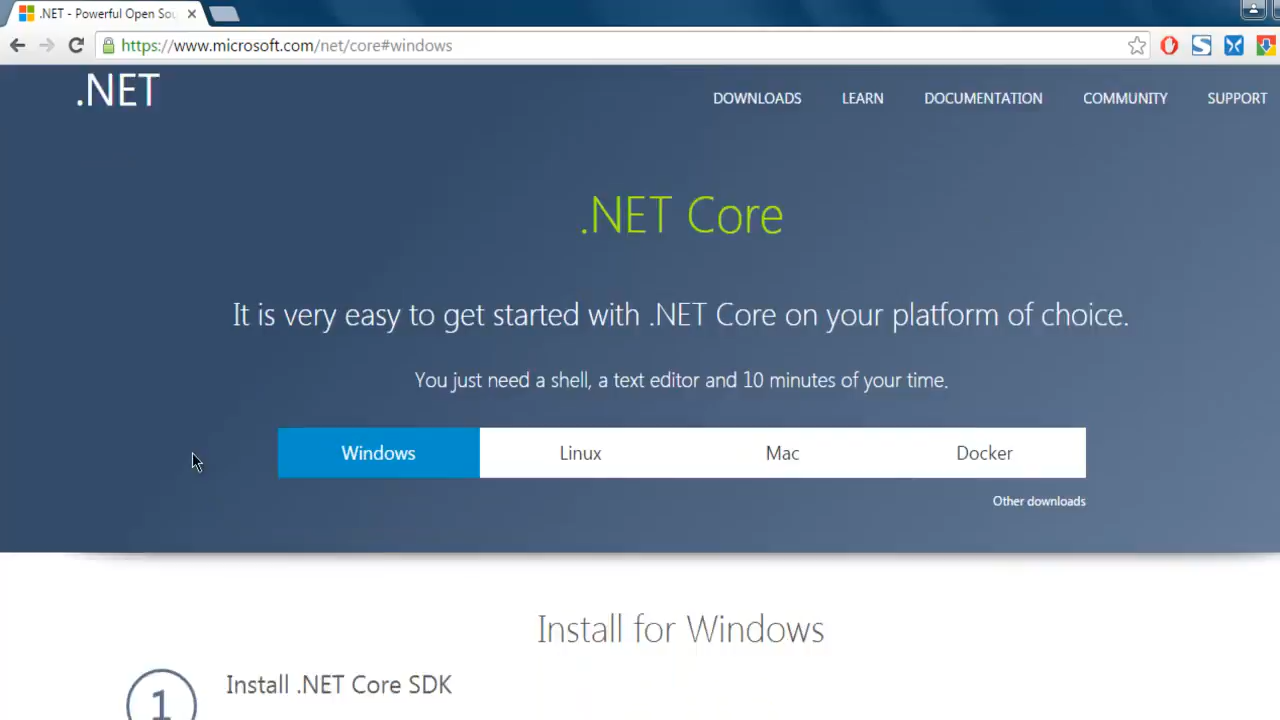 .NET - Powerful Open Sou
https://www.microsoft.com/net/core#windows
.NET
DOWNLOADS LEARN DOCUMENTATION COMMUNITY SUPPORT
.NET Core
It is very easy to get started with .NET Core on your platform of choice.
You just need a shell, a text editor and 10 minutes of your time.
Windows Linux Mac Docker
Other downloads
Install for Windows
1 Install .NET Core SDK